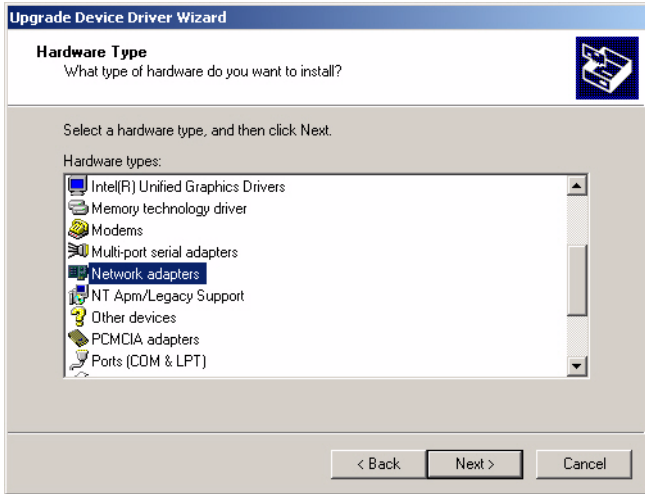 Upgrade Device Driver Wizard
Hardware Type
What type of hardware do you want to install?
Select a hardware type, and then click Next.
Hardware types:
Intel(R) Unified Graphics Drivers
Memory technology driver
Modems
Multi-port serial adapters
Network adapters
NT Apm/Legacy Support
Other devices
PCMCIA adapters
Ports (COM & LPT)
< Back
Next >
Cancel